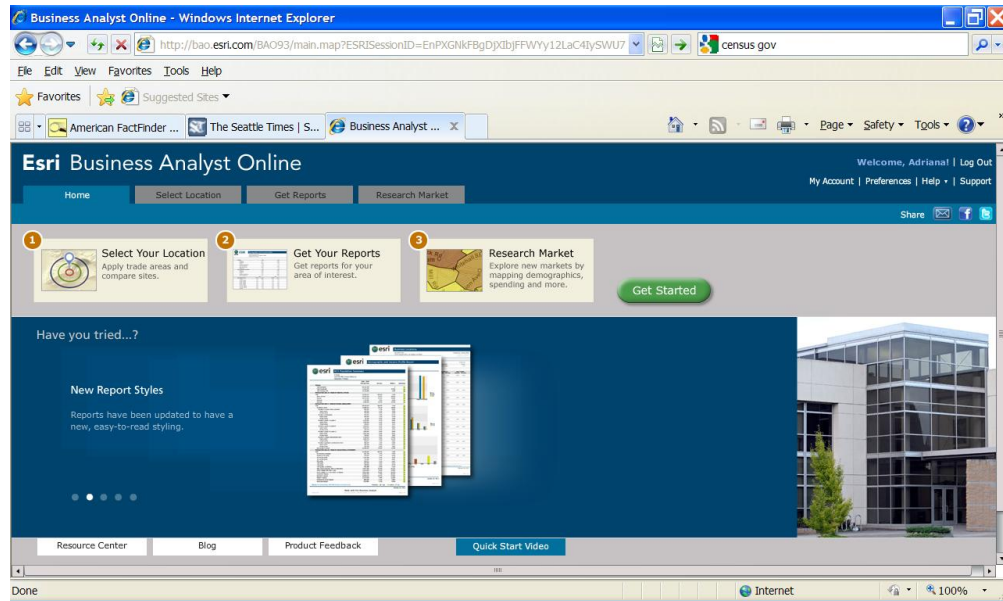 Business Analyst Online - Windows Internet Explorer
http://bao.esri.com/BAO93/main.map?ESRISessionID=EnPXGNkFBgDjXIbjFFWYy12LaC4IySWU7
census gov
File Edit View Favorites Tools Help
Favorites Suggested Sites
American FactFinder ... The Seattle Times | S... Business Analyst ... X
Page Safety Tools
Esri Business Analyst Online
Welcome, Adriana! | Log Out
My Account | Preferences | Help | Support
Home Select Location Get Reports Research Market
Share
1 Select Your Location
Apply trade areas and
compare sites.
2 Get Your Reports
Get reports for your
area of interest.
3 Research Market
Explore new markets by
mapping demographics,
spending and more.
Get Started
Have you tried...?
esri
esri
esri
New Report Styles
Reports have been updated to have a
new, easy-to-read styling.
Resource Center Blog Product Feedback Quick Start Video
Done Internet 100%